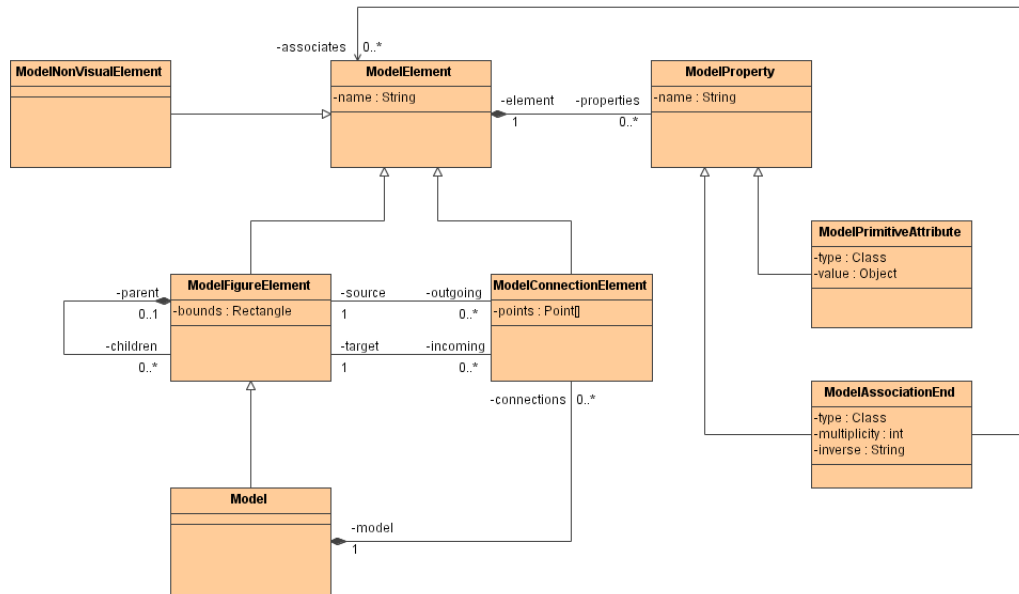 -associates 0..*
ModelNonVisualElement
ModelElement
-name : String
ModelProperty
-name : String
-element
1
-properties
0..*
ModelPrimitiveAttribute
-type : Class
-value : Object
ModelFigureElement
-bounds : Rectangle
-parent
0..1
-children
0..*
-source
1
-outgoing
0..*
-target
1
-incoming
0..*
ModelConnectionElement
-points : Point[]
-connections 0..*
ModelAssociationEnd
-type : Class
-multiplicity : int
-inverse : String
Model
-model
1